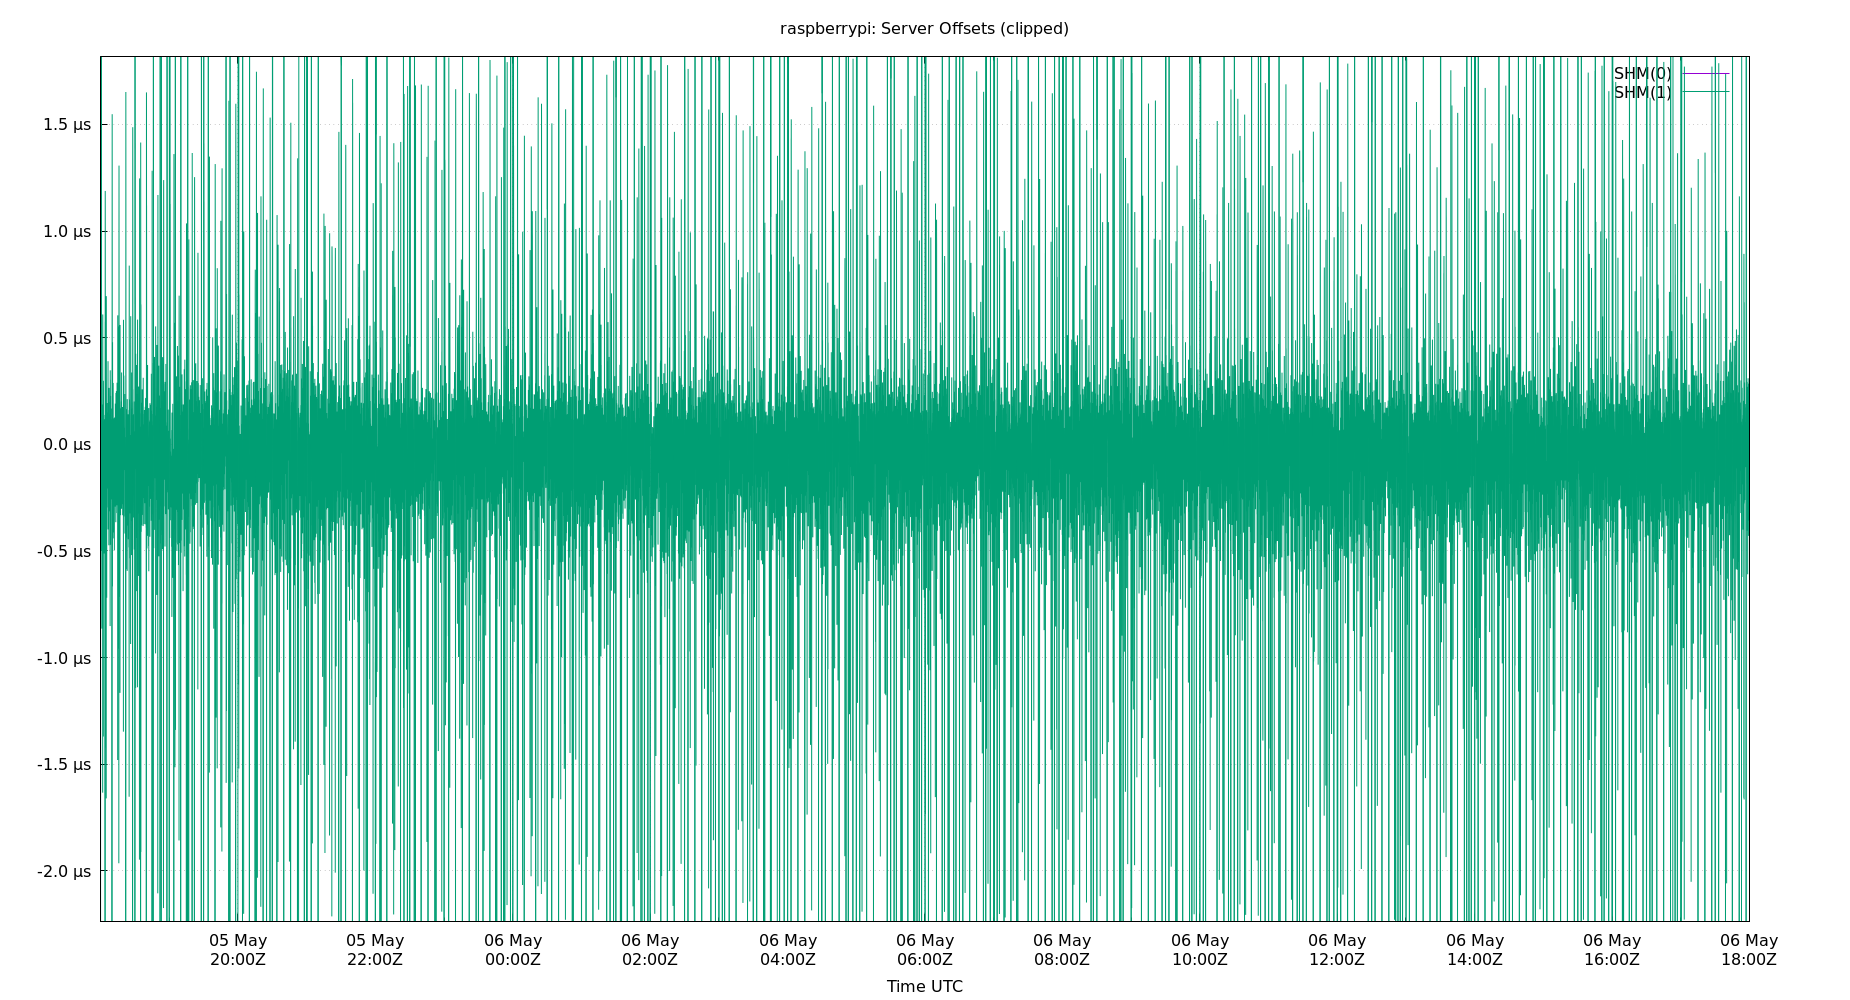 raspberrypi: Server Offsets (clipped)
SHM(0)
SHM(1)
1.5 µs
1.0 µs
0.5 µs
0.0 µs
-0.5 µs
-1.0 µs
-1.5 µs
-2.0 µs
05 May 05 May 06 May 06 May 06 May 06 May 06 May 06 May 06 May 06 May 06 May 06 May
20:00Z 22:00Z 00:00Z 02:00Z 04:00Z 06:00Z 08:00Z 10:00Z 12:00Z 14:00Z 16:00Z 18:00Z
Time UTC